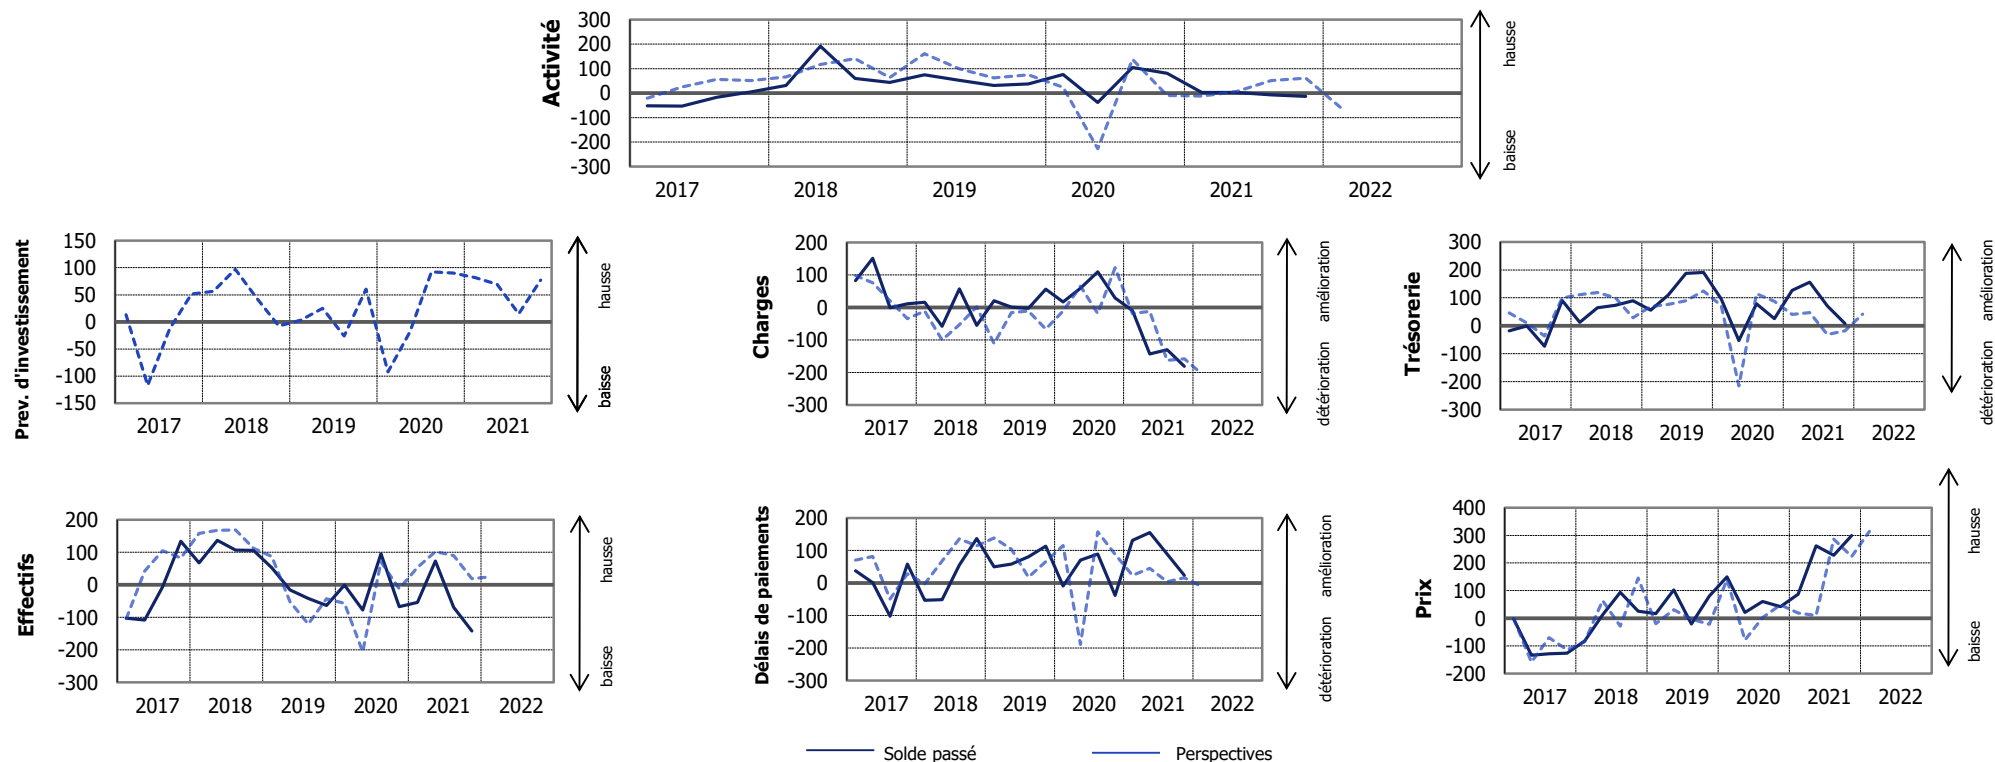 Activité
300
200
100
0
-100
-200
-300
2017 2018 2019 2020 2021 2022
hausse
baisse
Prev. d'investissement
150
100
50
0
-50
-100
-150
2017 2018 2019 2020 2021
hausse
baisse
Charges
200
100
0
-100
-200
-300
2017 2018 2019 2020 2021 2022
amélioration
détérioration
Trésorerie
300
200
100
0
-100
-200
-300
2017 2018 2019 2020 2021 2022
amélioration
détérioration
Effectifs
200
100
0
-100
-200
-300
2017 2018 2019 2020 2021 2022
hausse
baisse
Délais de paiements
200
100
0
-100
-200
-300
2017 2018 2019 2020 2021 2022
amélioration
détérioration
Prix
400
300
200
100
0
-100
-200
2017 2018 2019 2020 2021 2022
hausse
baisse
Solde passé
Perspectives